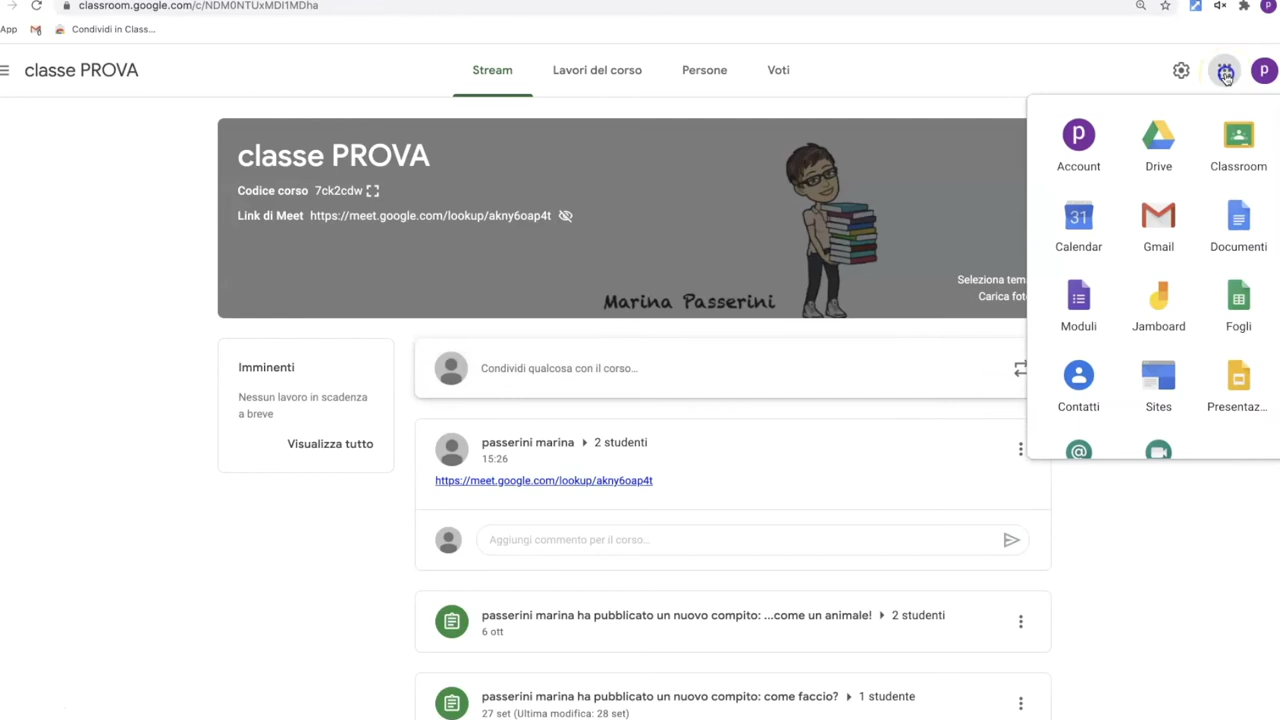 classroom.google.com/c/NDM0NTUxMDI1MDha
App
Condividi in Class...
P
classe PROVA
Stream
Lavori del corso
Persone
Voti
p
classe PROVA
Codice corso 7ck2cdw
Link di Meet https://meet.google.com/lookup/akny6oap4t
Marina Passerini
Seleziona tem
Carica fot
p
Account
Drive
Classroom
31
Calendar
Gmail
Documenti
Moduli
Jamboard
Fogli
Contatti
Sites
Presentaz...
@
Imminenti
Nessun lavoro in scadenza
a breve
Visualizza tutto
Condividi qualcosa con il corso...
passerini marina 2 studenti
15:26
https://meet.google.com/lookup/akny6oap4t
Aggiungi commento per il corso...
passerini marina ha pubblicato un nuovo compito: ...come un animale! 2 studenti
6 ott
passerini marina ha pubblicato un nuovo compito: come faccio? 1 studente
27 set (Ultima modifica: 28 set)